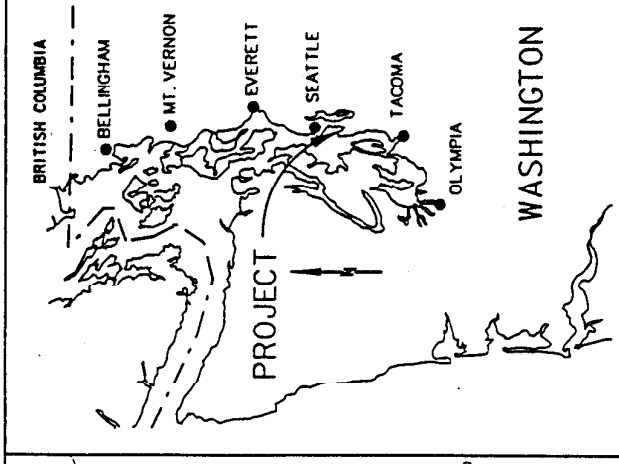 BRITISH COLUMBIA
BELLINGHAM
MT. VERNON
EVERETT
SEATTLE
TACOMA
OLYMPIA
WASHINGTON
PROJECT
N